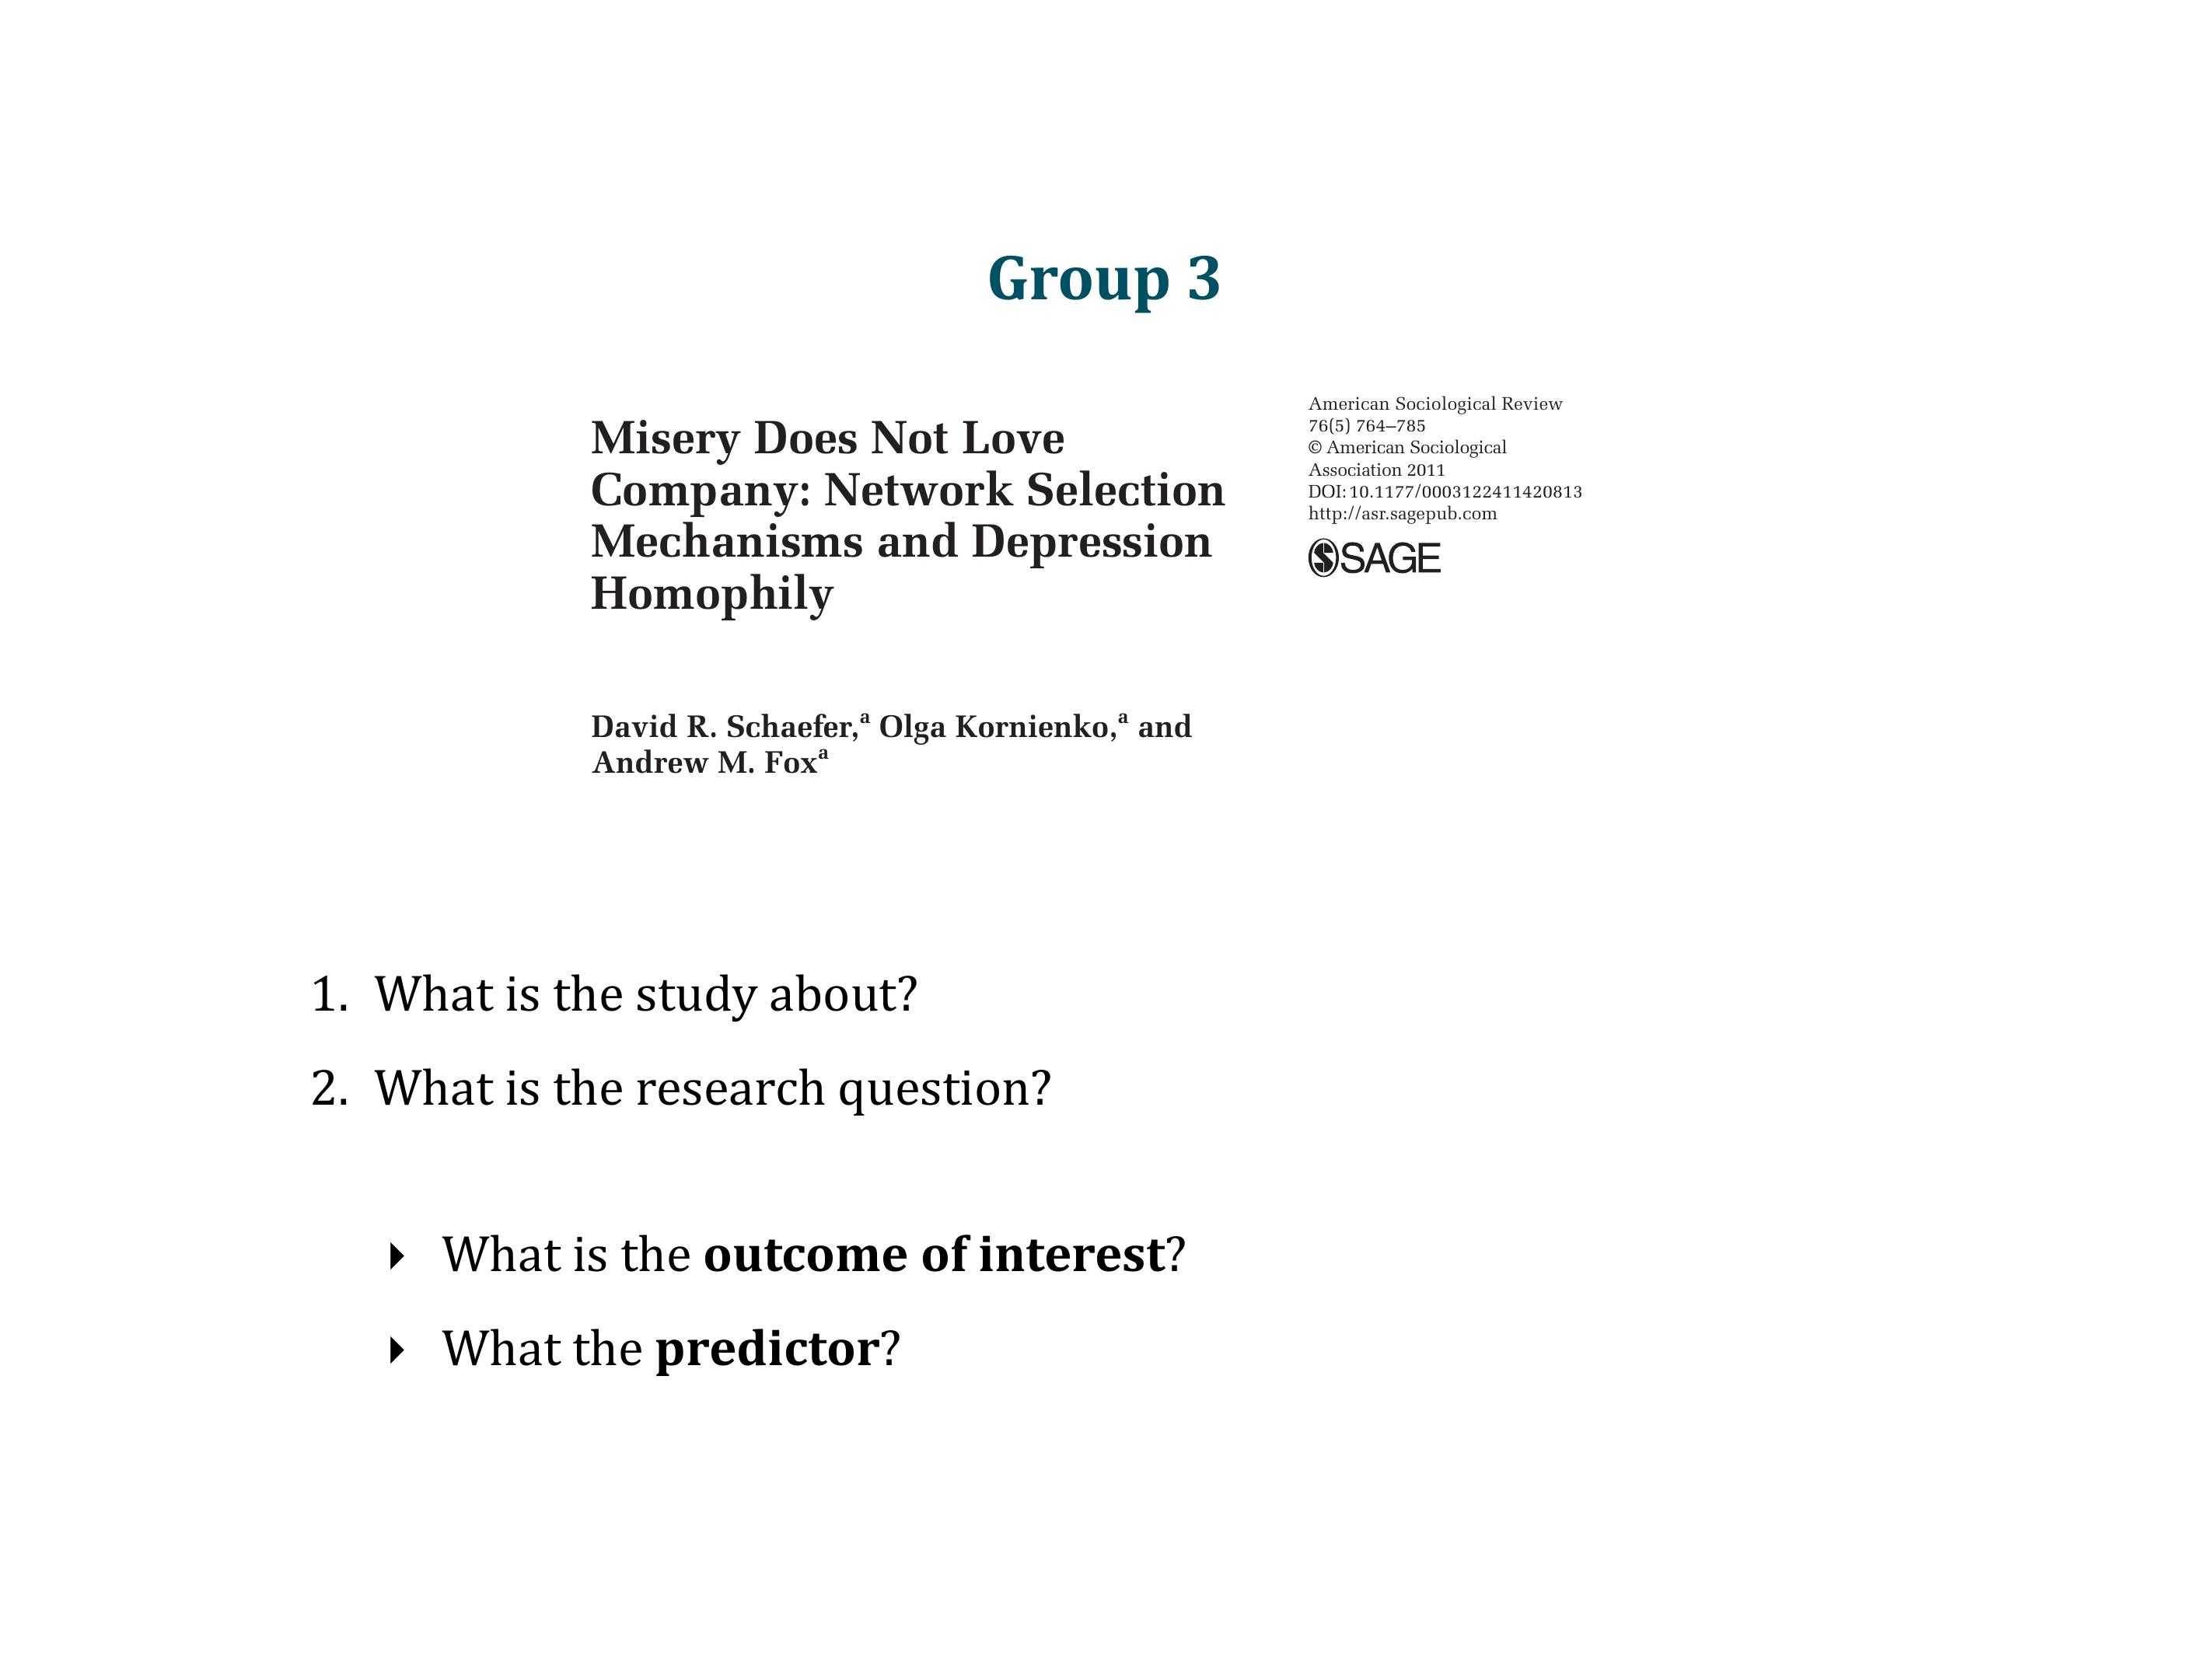 Group 3
Misery Does Not Love
Company: Network Selection
Mechanisms and Depression
Homophily
American Sociological Review
76(5) 764–785
© American Sociological
Association 2011
DOI: 10.1177/0003122411420813
http://asr.sagepub.com
SAGE
David R. Schaefer,a Olga Kornienko,a and
Andrew M. Foxa
1. What is the study about?
2. What is the research question?
What is the outcome of interest?
What the predictor?